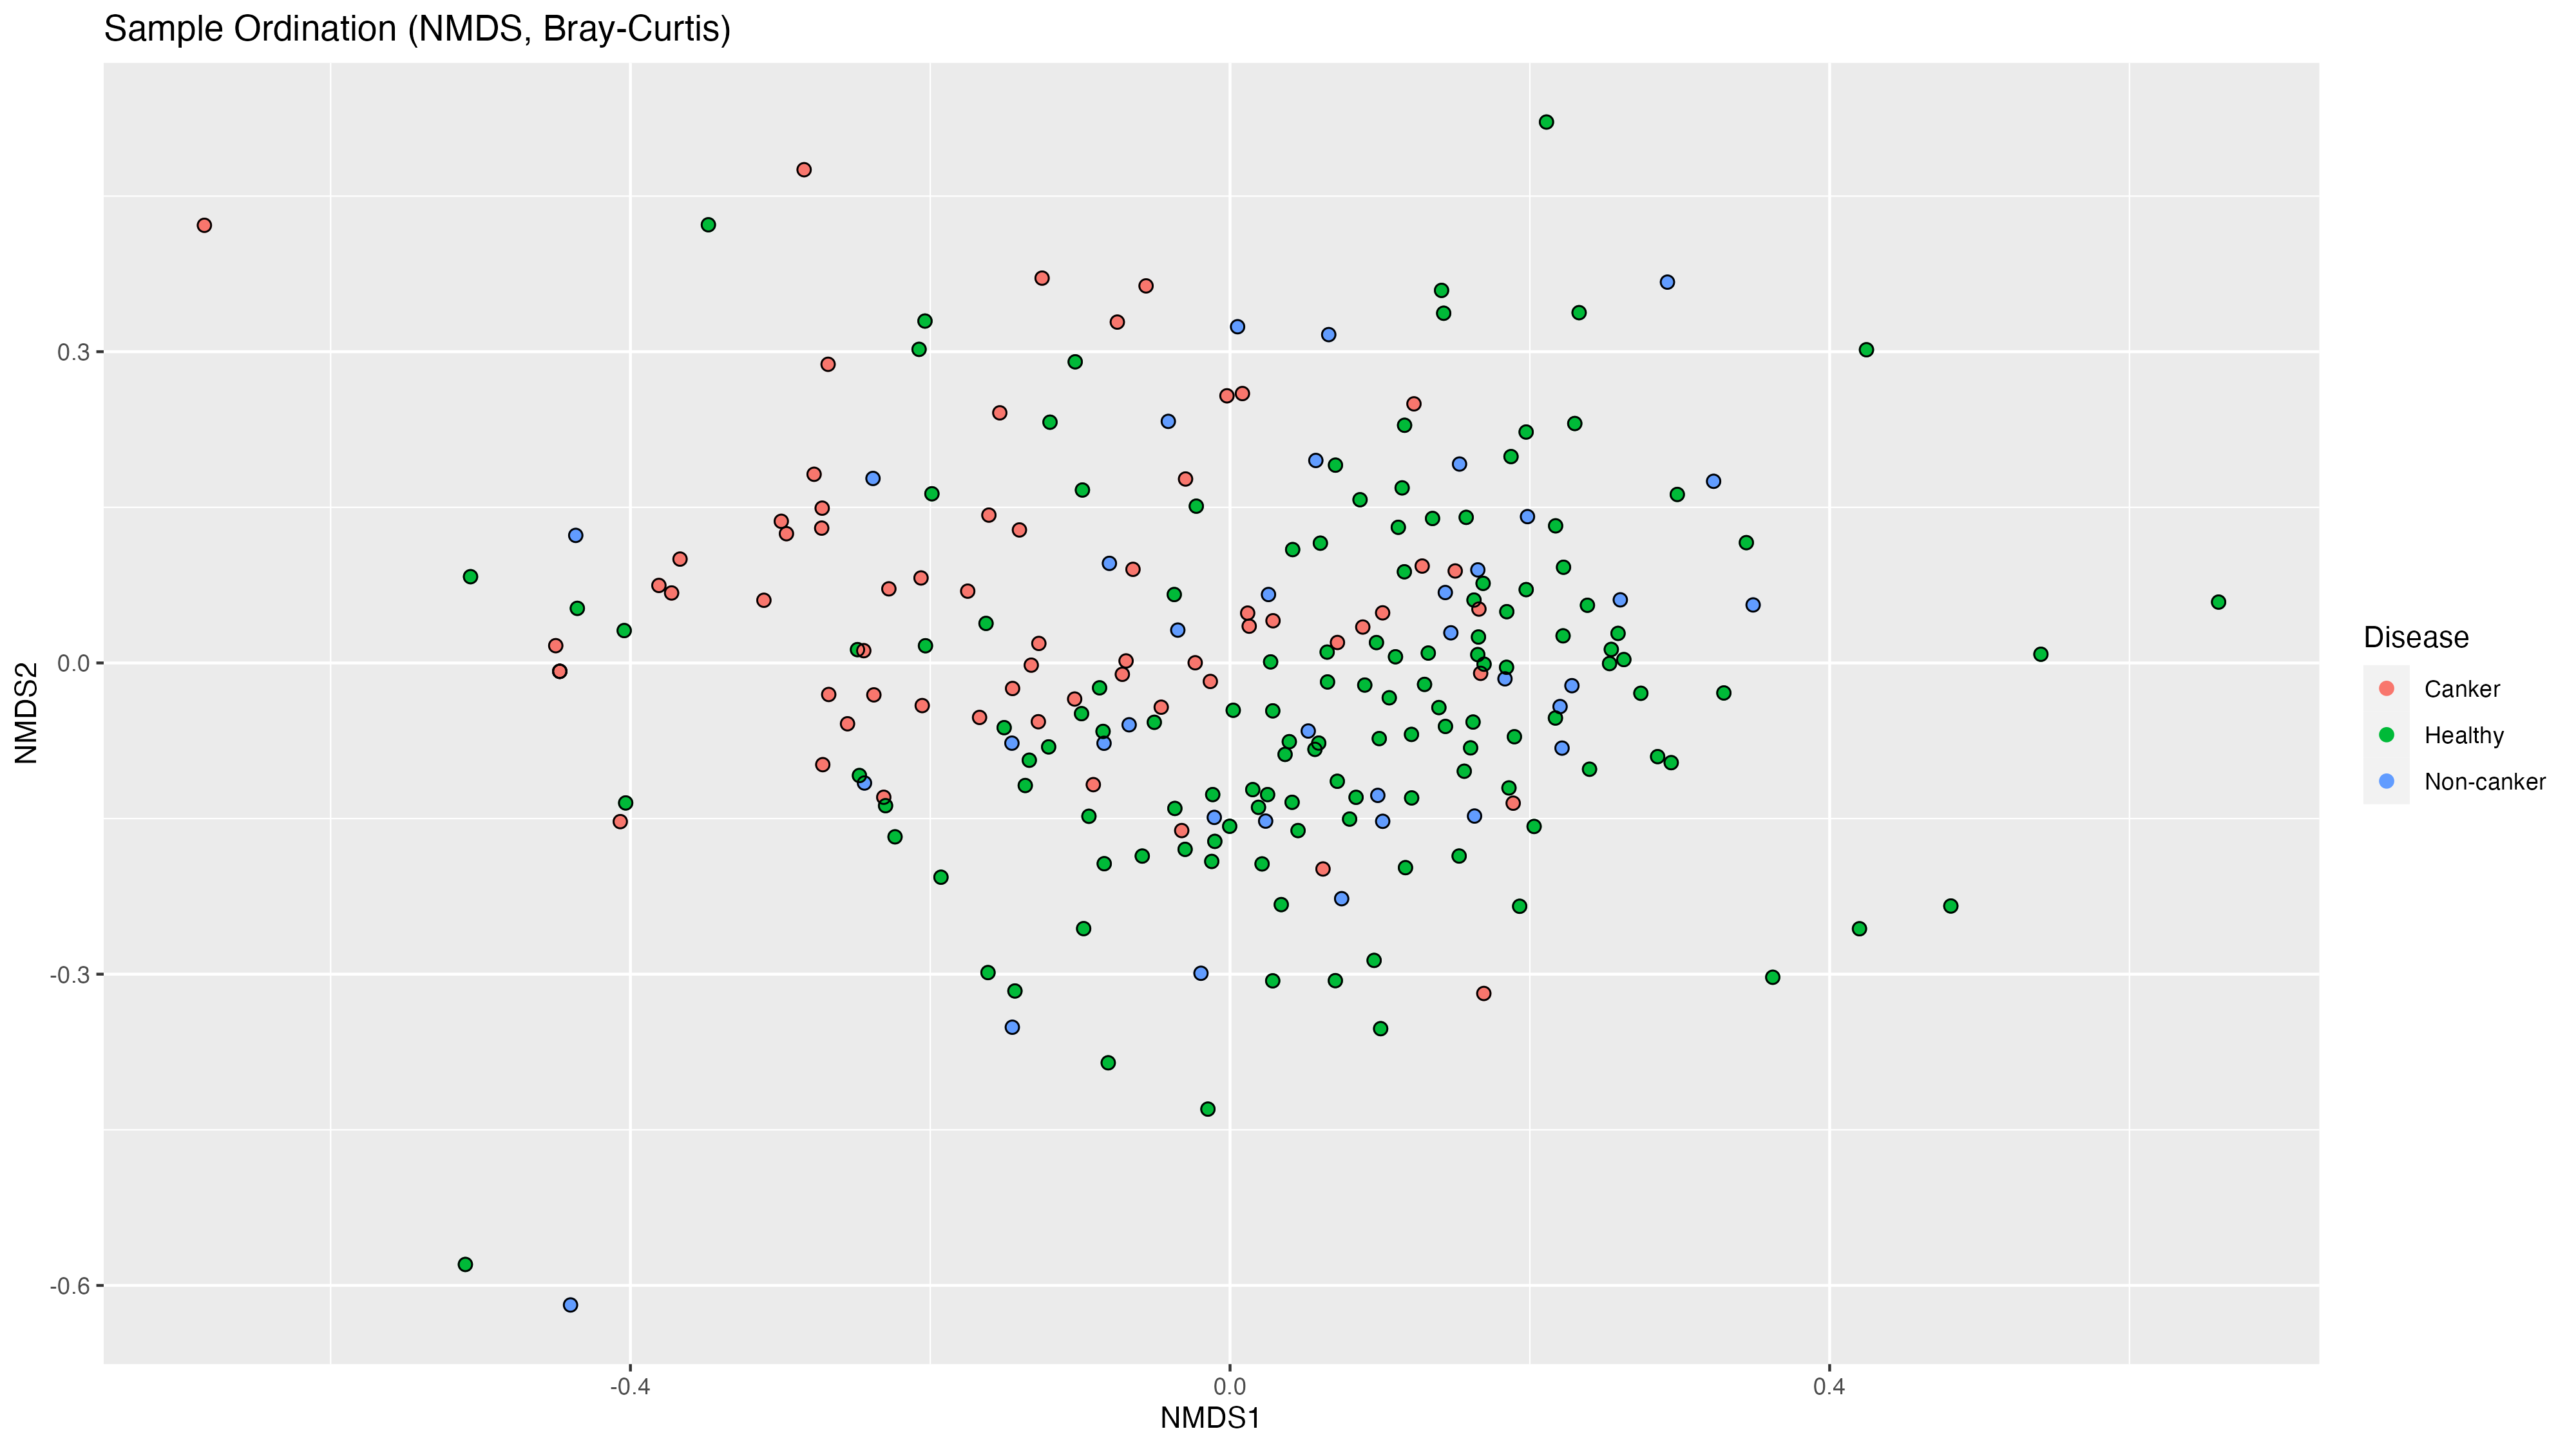 Sample Ordination (NMDS, Bray-Curtis)
NMDS2
0.3
0.0
-0.3
-0.6
-0.4
0.0
0.4
NMDS1
Disease
Canker
Healthy
Non-canker